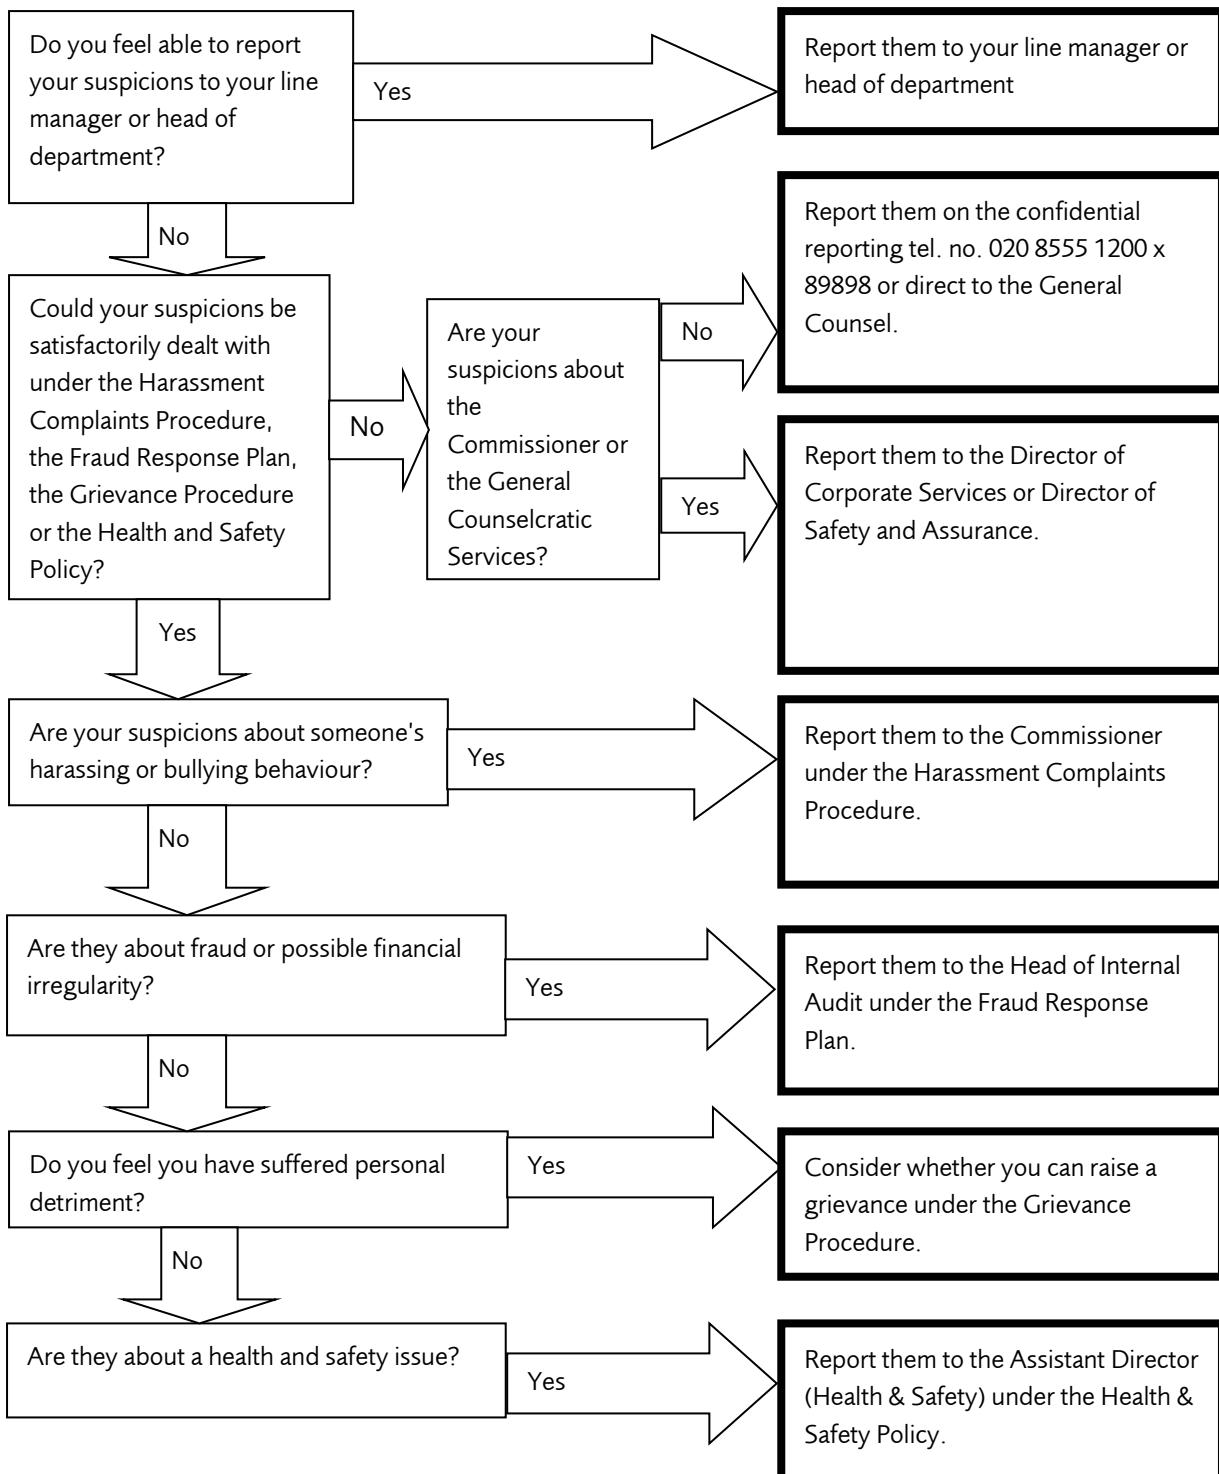 Do you feel able to report
your suspicions to your line
manager or head of
department?
Yes
Report them to your line manager or
head of department
No
Could your suspicions be
satisfactorily dealt with
under the Harassment
Complaints Procedure,
the Fraud Response Plan,
the Grievance Procedure
or the Health and Safety
Policy?
No
Are your
suspicions about
the
Commissioner or
the General
Counselcratic
Services?
No
Report them on the confidential
reporting tel. no. 020 8555 1200 x
89898 or direct to the General
Counsel.
Yes
Report them to the Director of
Corporate Services or Director of
Safety and Assurance.
Yes
Are your suspicions about someone's
harassing or bullying behaviour?
Yes
Report them to the Commissioner
under the Harassment Complaints
Procedure.
No
Are they about fraud or possible financial
irregularity?
Yes
Report them to the Head of Internal
Audit under the Fraud Response
Plan.
No
Do you feel you have suffered personal
detriment?
Yes
Consider whether you can raise a
grievance under the Grievance
Procedure.
No
Are they about a health and safety issue?
Yes
Report them to the Assistant Director
(Health & Safety) under the Health &
Safety Policy.